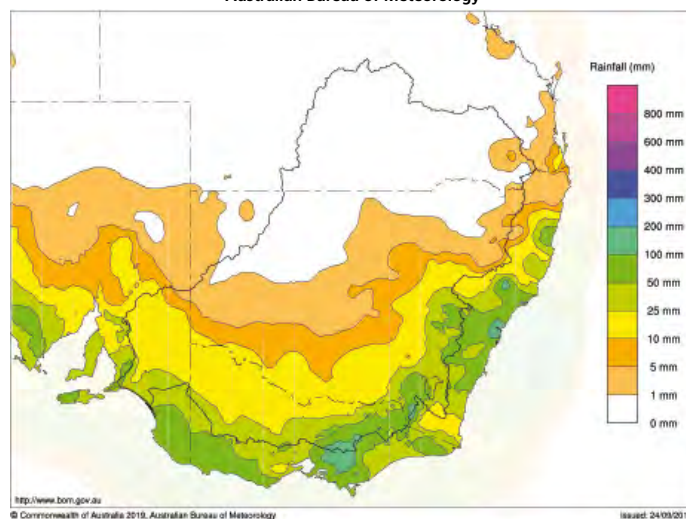 Australian Bureau of Meteorology
Rainfall (mm)
800 mm
600 mm
400 mm
300 mm
200 mm
100 mm
50 mm
25 mm
10 mm
5 mm
1 mm
0 mm
http://www.bom.gov.au
© Commonwealth of Australia 2019, Australian Bureau of Meteorology
Issued: 24/09/201